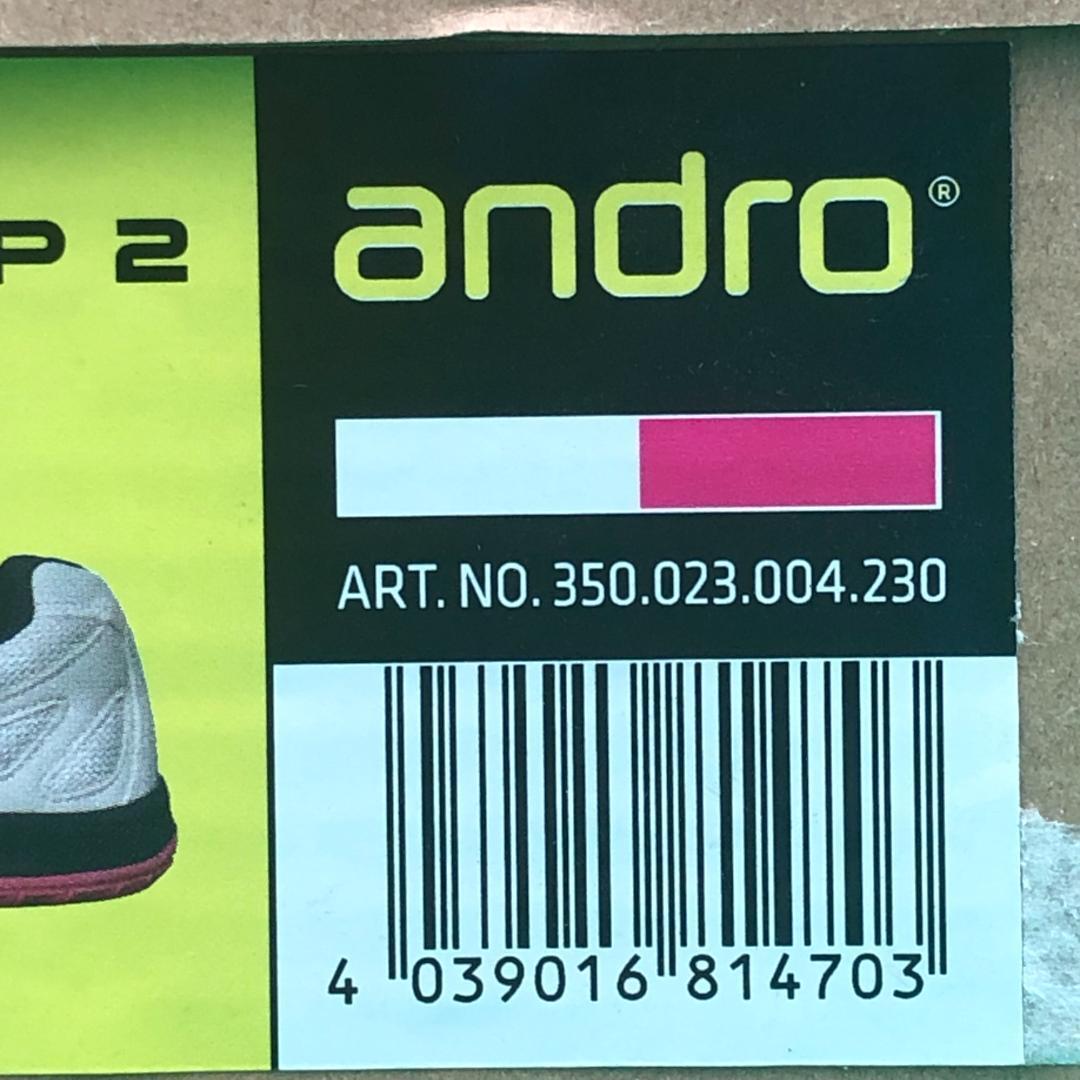 P 2
andro®
ART. NO. 350.023.004.230
4 039016 814703